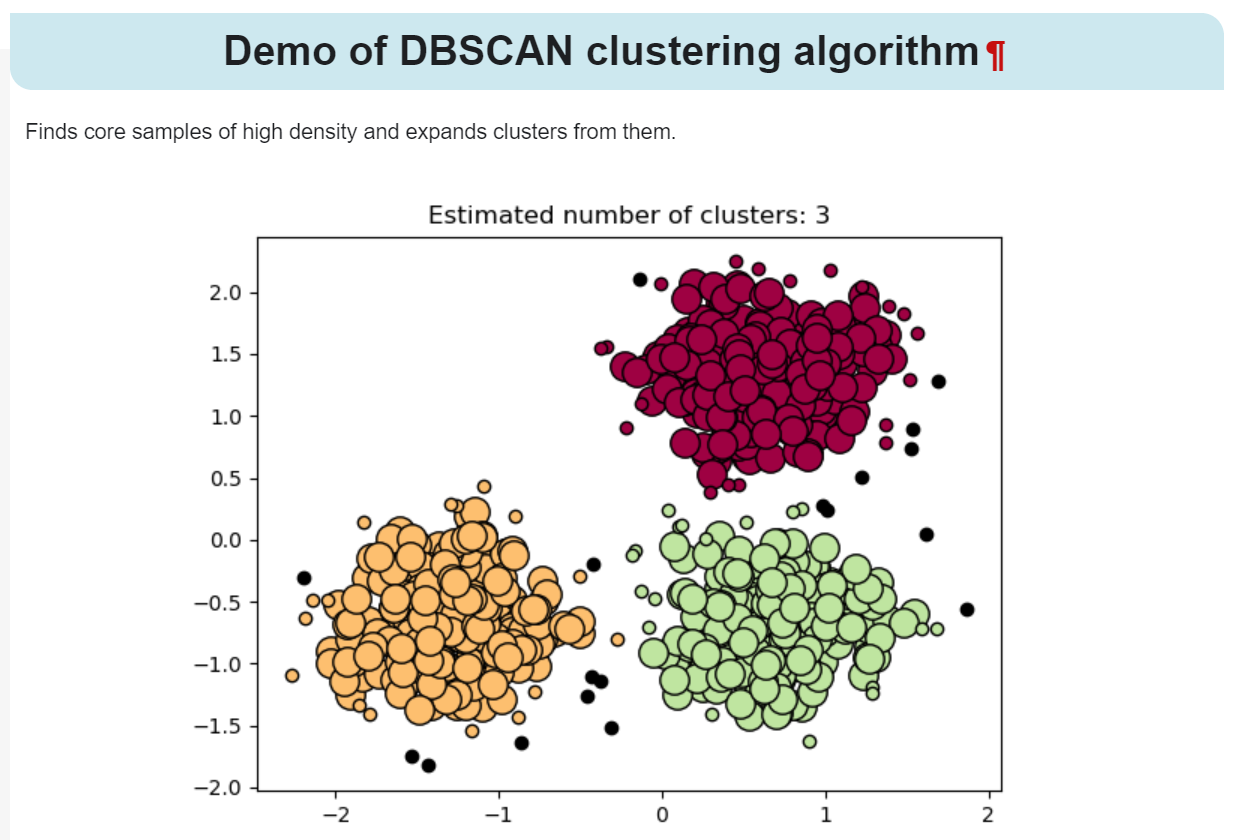 Demo of DBSCAN clustering algorithm¶
Finds core samples of high density and expands clusters from them.
Estimated number of clusters: 3
2.0
1.5
1.0
0.5
0.0
−0.5
−1.0
−1.5
−2.0
−2 −1 0 1 2